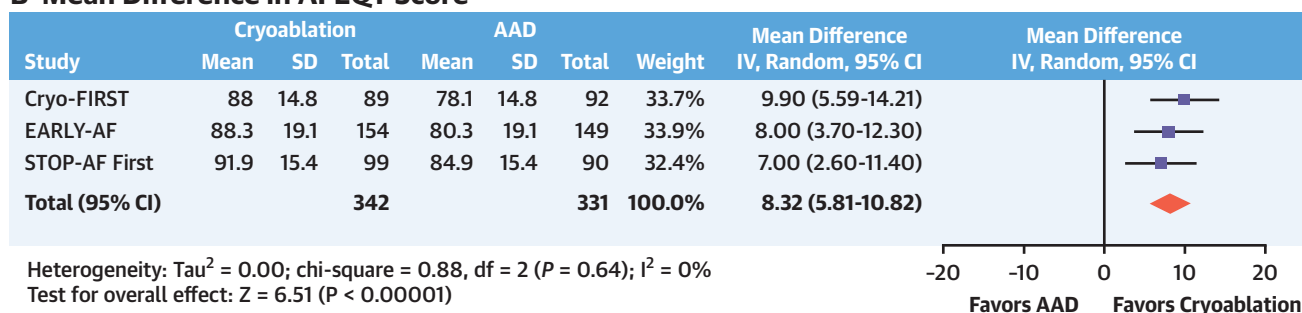 B Mean Difference in AFEQT Score
Cryoablation AAD Mean Difference Mean Difference
Study Mean SD Total Mean SD Total Weight IV, Random, 95% CI IV, Random, 95% CI
Cryo-FIRST 88 14.8 89 78.1 14.8 92 33.7% 9.90 (5.59-14.21)
EARLY-AF 88.3 19.1 154 80.3 19.1 149 33.9% 8.00 (3.70-12.30)
STOP-AF First 91.9 15.4 99 84.9 15.4 90 32.4% 7.00 (2.60-11.40)
Total (95% CI) 342 331 100.0% 8.32 (5.81-10.82)
Heterogeneity: Tau² = 0.00; chi-square = 0.88, df = 2 (P = 0.64); I² = 0%
Test for overall effect: Z = 6.51 (P < 0.00001)
-20 -10 0 10 20
Favors AAD Favors Cryoablation